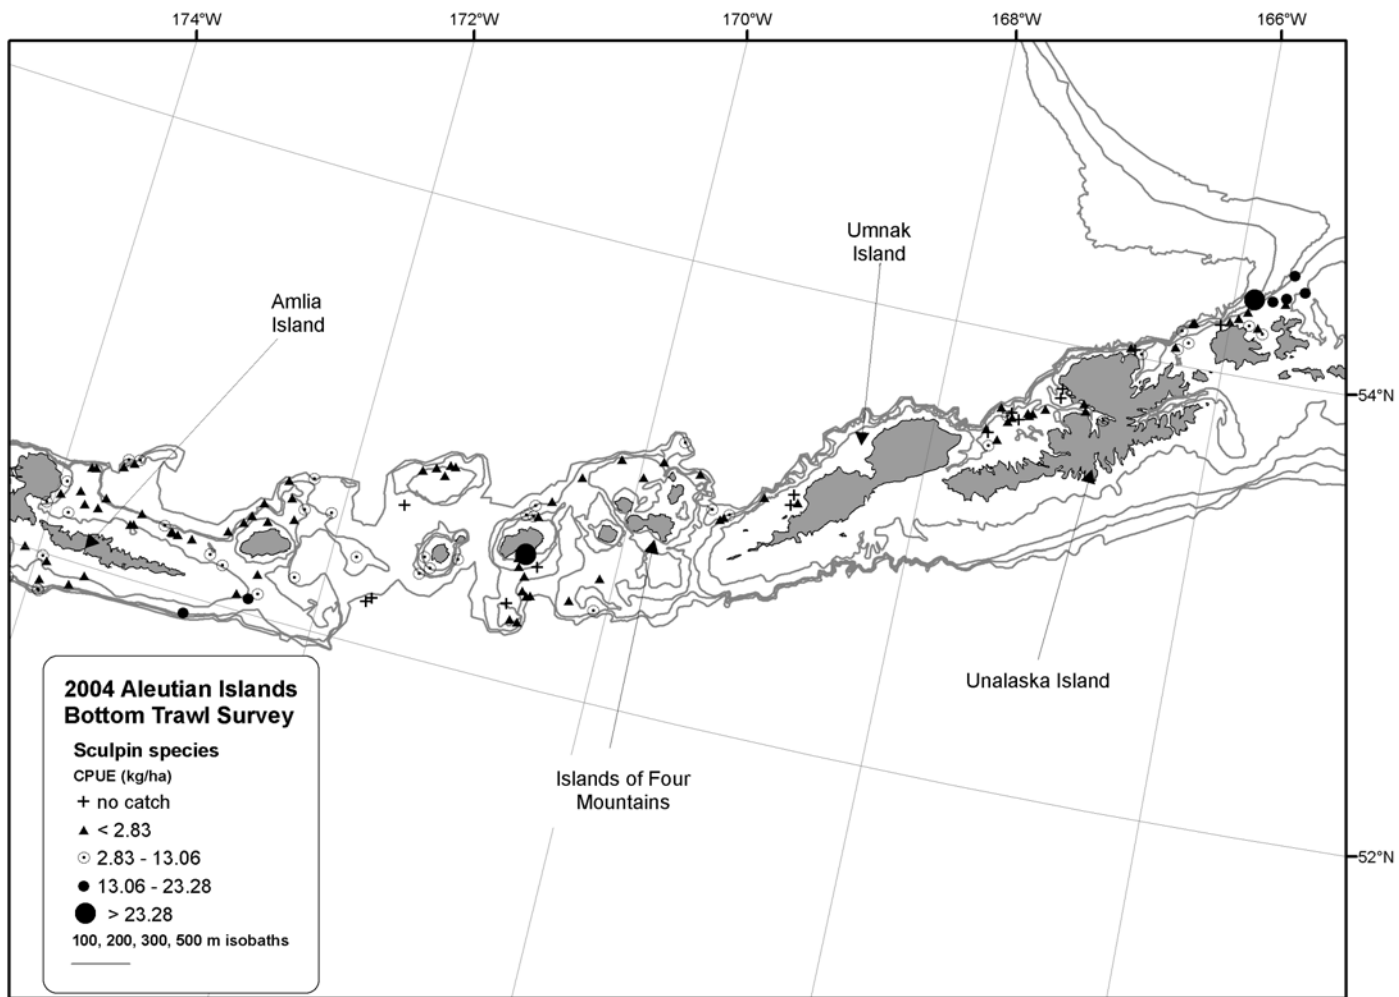 174°W
172°W
170°W
168°W
166°W
Umnak
Island
Amlia
Island
54°N
Unalaska Island
Islands of Four
Mountains
52°N
2004 Aleutian Islands
Bottom Trawl Survey
Sculpin species
CPUE (kg/ha)
no catch
< 2.83
2.83 - 13.06
13.06 - 23.28
> 23.28
100, 200, 300, 500 m isobaths